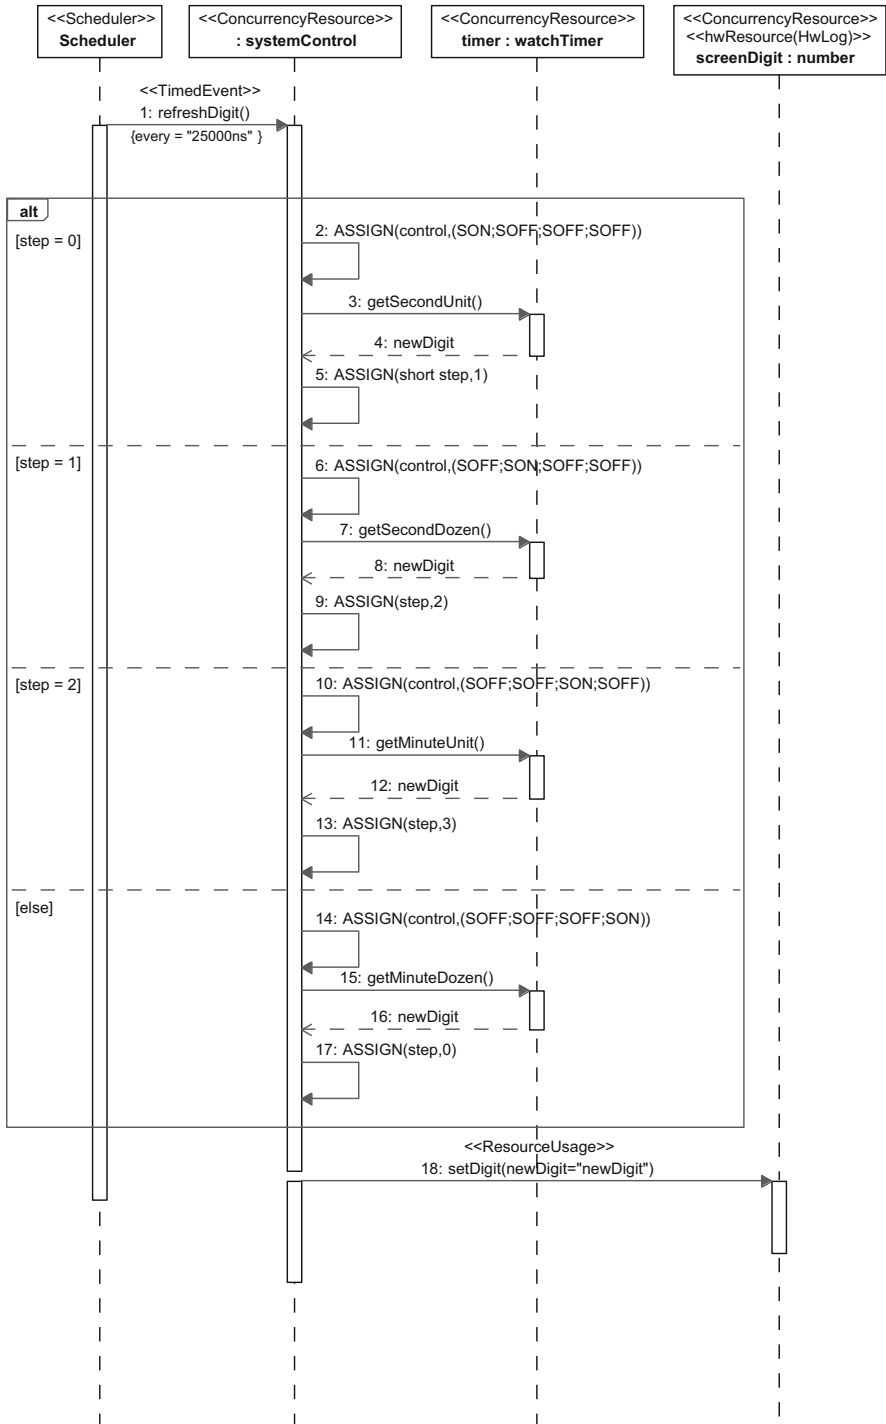 <<Scheduler>>
Scheduler
<<ConcurrencyResource>>
: systemControl
<<ConcurrencyResource>>
timer : watchTimer
<<ConcurrencyResource>>
<<hwResource(HwLog)>>
screenDigit : number
<<TimedEvent>>
1: refreshDigit()
{every = "25000ns" }
alt
[step = 0]
2: ASSIGN(control,(SON;SOFF;SOFF;SOFF))
3: getSecondUnit()
4: newDigit
5: ASSIGN(short step,1)
[step = 1]
6: ASSIGN(control,(SOFF;SON;SOFF;SOFF))
7: getSecondDozen()
8: newDigit
9: ASSIGN(step,2)
[step = 2]
10: ASSIGN(control,(SOFF;SOFF;SON;SOFF))
11: getMinuteUnit()
12: newDigit
13: ASSIGN(step,3)
[else]
14: ASSIGN(control,(SOFF;SOFF;SOFF;SON))
15: getMinuteDozen()
16: newDigit
17: ASSIGN(step,0)
<<ResourceUsage>>
18: setDigit(newDigit="newDigit")